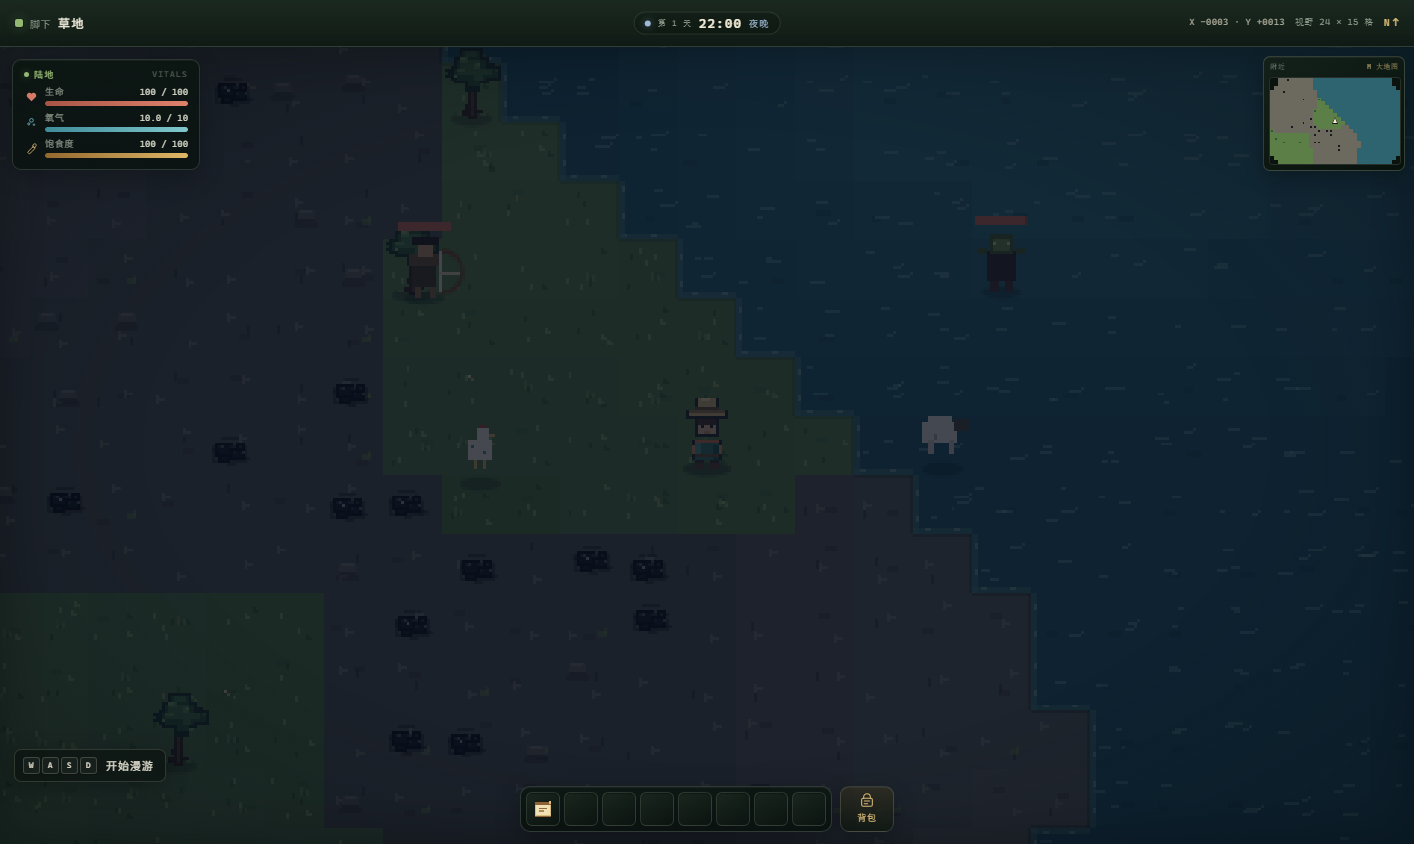 脚下 草地
第 1 天 22:00 夜晚
X -0003 · Y +0013 视野 24 × 15 格 N↑
陆地 VITALS
生命 100 / 100
氧气 10.0 / 10
饱食度 100 / 100
附近 M 大地图
W A S D 开始漫游
背包